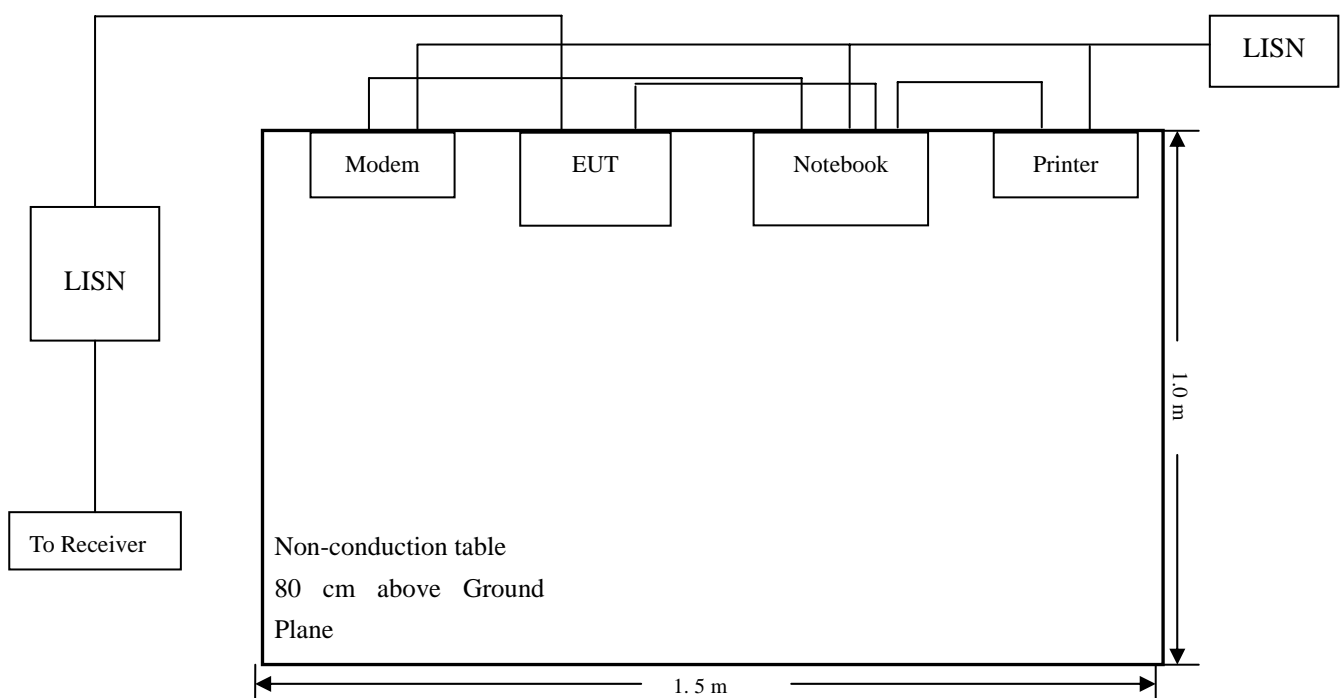 LISN
Modem
EUT
Notebook
Printer
LISN
1.0 m
To Receiver
Non-conduction table
80 cm above Ground
Plane
1. 5 m